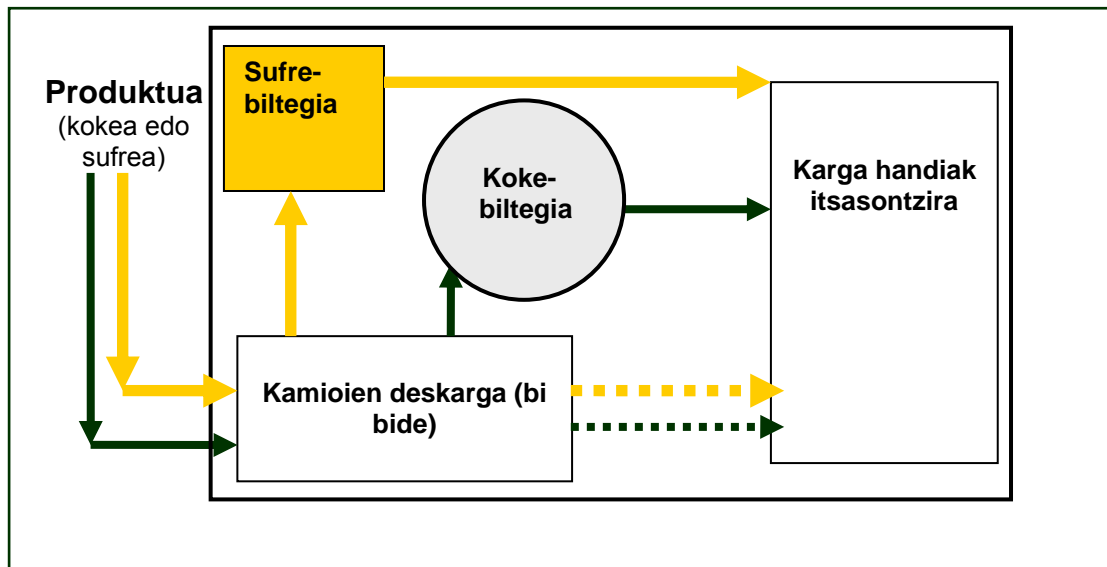 Produktua
(kokea edo
sufrea)
Sufre-
biltegia
Koke-
biltegia
Karga handiak
itsasontzira
Kamioien deskarga (bi
bide)